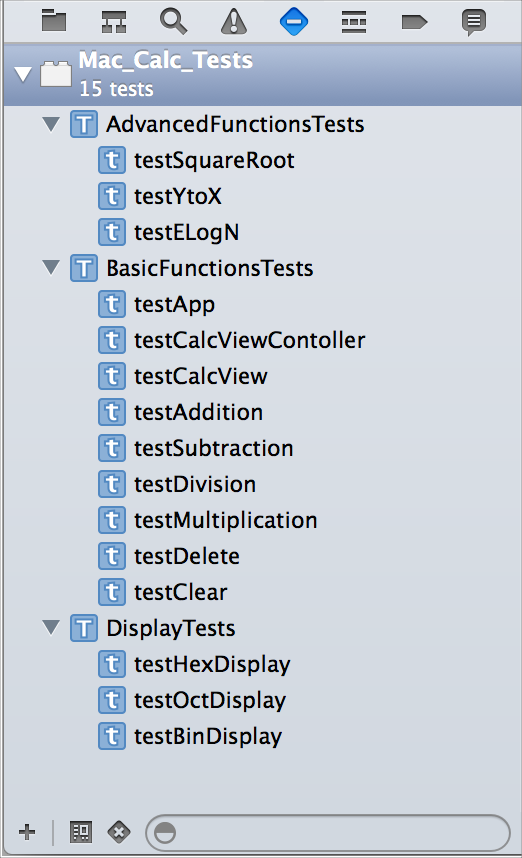 Mac_Calc_Tests
15 tests
T AdvancedFunctionsTests
t testSquareRoot
t testYtoX
t testELogN
T BasicFunctionsTests
t testApp
t testCalcViewContoller
t testCalcView
t testAddition
t testSubtraction
t testDivision
t testMultiplication
t testDelete
t testClear
T DisplayTests
t testHexDisplay
t testOctDisplay
t testBinDisplay